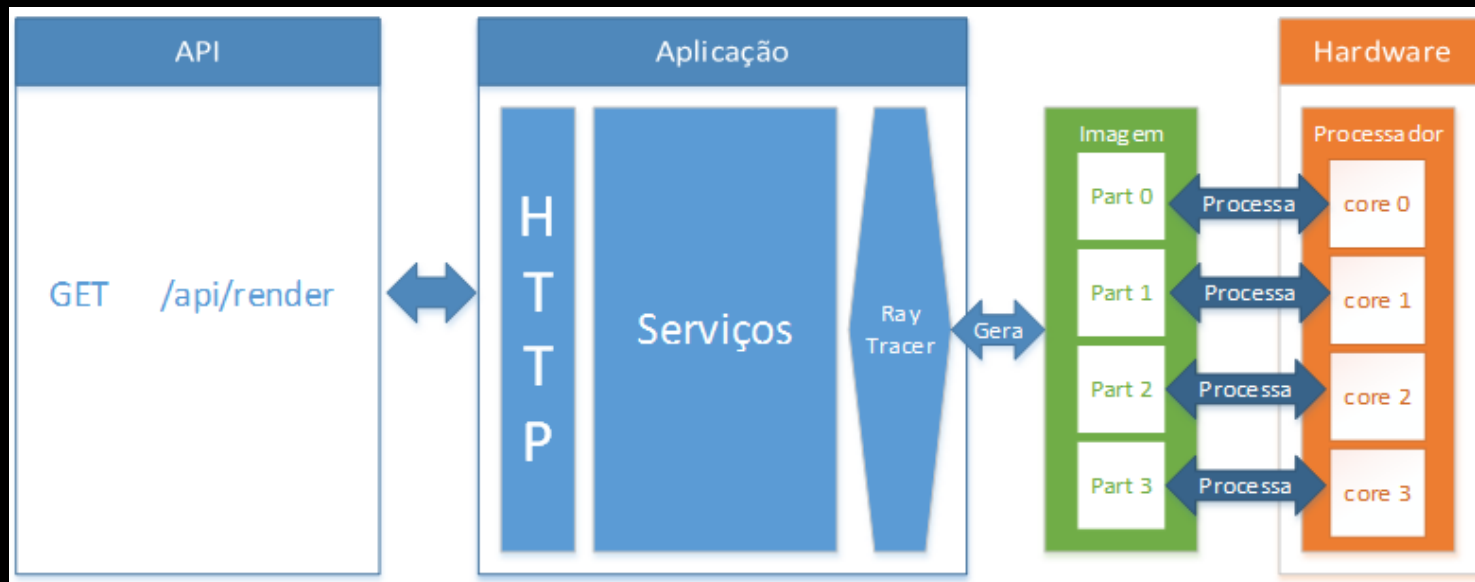 API
GET /api/render
Aplicação
HTTP
Serviços
Ray
Tracer
Gera
Imagem
Part 0
Part 1
Part 2
Part 3
Processa
Processa
Processa
Processa
Hardware
Processador
core 0
core 1
core 2
core 3